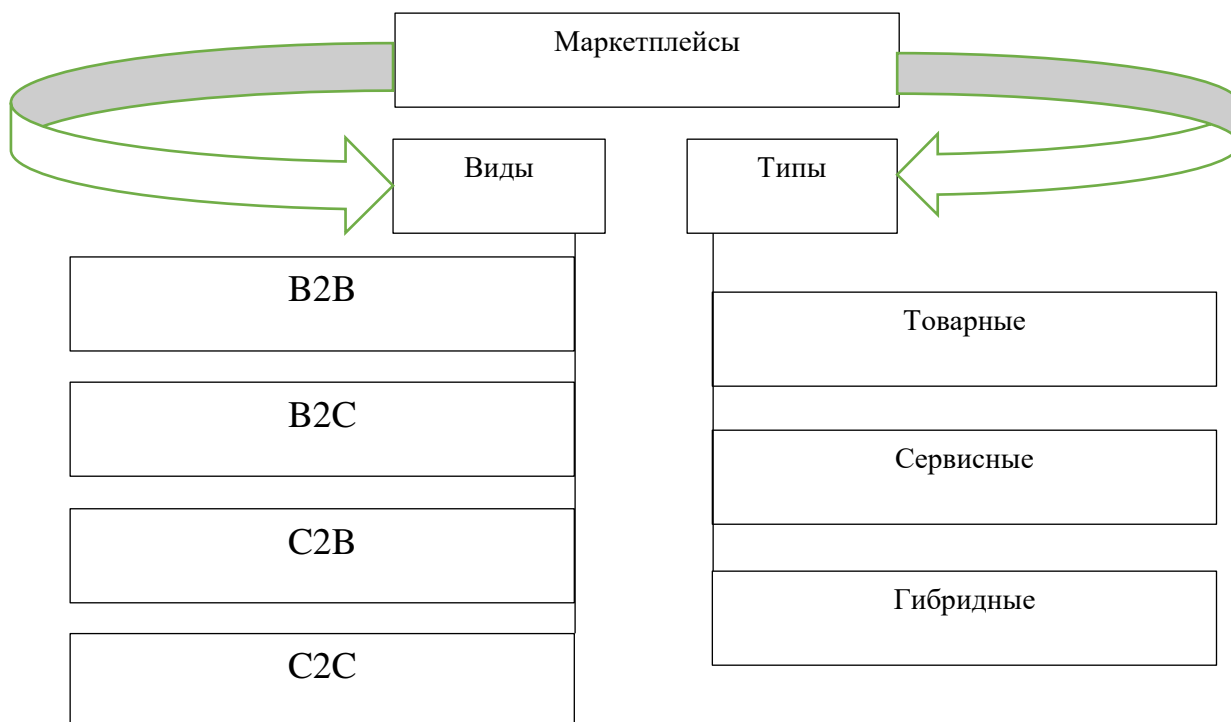 Маркетплейсы
Виды
Типы
B2B
B2C
C2B
C2C
Товарные
Сервисные
Гибридные